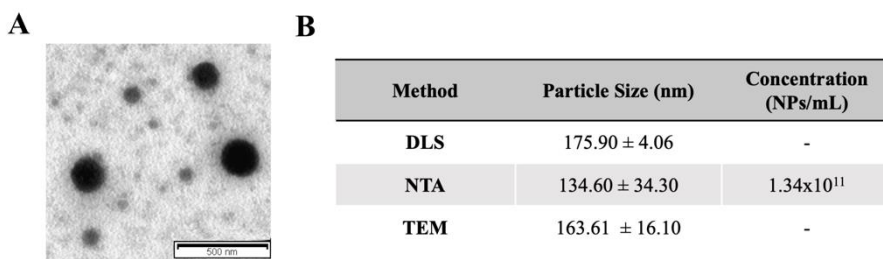 A
500 nm
B
Method Particle Size (nm) Concentration (NPs/mL)
DLS 175.90 ± 4.06 -
NTA 134.60 ± 34.30 1.34x10¹¹
TEM 163.61 ± 16.10 -